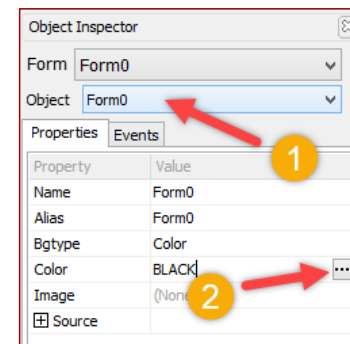 Object Inspector
Form Form0
Object Form0
Properties Events
1
Property Value
Name Form0
Alias Form0
Bgtype Color
Color BLACK ...
Image (None
2
Source